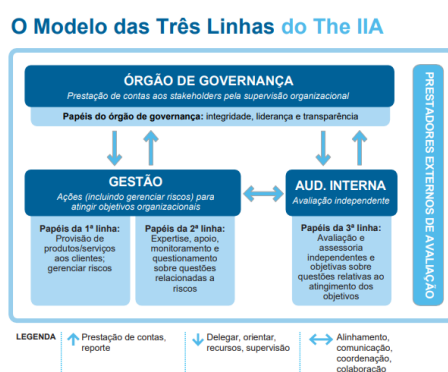 O Modelo das Três Linhas do The IIA
ÓRGÃO DE GOVERNANÇA
Prestação de contas aos stakeholders pela supervisão organizacional
Papéis do órgão de governança: integridade, liderança e transparência
GESTÃO
Ações (incluindo gerenciar riscos) para
atingir objetivos organizacionais
Papéis da 1ª linha:
Provisão de
produtos/serviços
aos clientes;
gerenciar riscos
Papéis da 2ª linha:
Expertise, apoio,
monitoramento e
questionamento
sobre questões
relacionadas a
riscos
AUD. INTERNA
Avaliação independente
Papéis da 3ª linha:
Avaliação e
assessoria
independentes e
objetivas sobre
questões relativas ao
atingimento dos
objetivos
PRESTADORES EXTERNOS DE AVALIAÇÃO
LEGENDA
Prestação de contas,
reporte
Delegar, orientar,
recursos, supervisão
Alinhamento,
comunicação,
coordenação,
colaboração